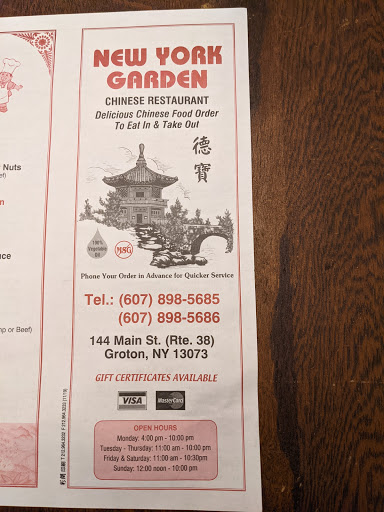 NEW YORK
GARDEN
CHINESE RESTAURANT
Delicious Chinese Food Order
To Eat In & Take Out
德
寶
100%
Vegetable
Oil
MSG
Phone Your Order in Advance for Quicker Service
Tel.: (607) 898-5685
(607) 898-5686
144 Main St. (Rte. 38)
Groton, NY 13073
GIFT CERTIFICATES AVAILABLE
VISA
MasterCard
OPEN HOURS
Monday: 4:00 pm - 10:00 pm
Tuesday - Thursday: 11:00 am - 10:00 pm
Friday & Saturday: 11:00 am - 10:30pm
Sunday: 12:00 noon - 10:00 pm
Nuts